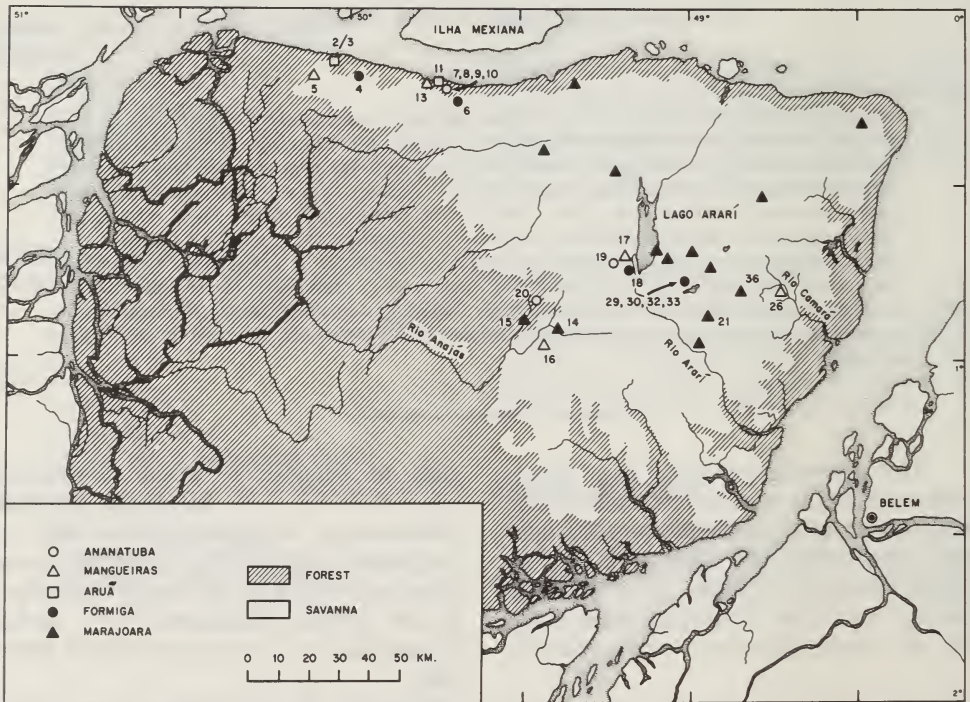 51°
50°
49°
0°
ILHA MEXIANA
2/3
11
7,8,9,10
5
4
13
6
LAGO ARARÍ
17
19
18
36
Rio Camará
29, 30, 32, 33
26
20
15
14
21
Rio Anajás
16
Rio Ararí
1°
BELEM
ANANATUBA
MANGUEIRAS
ARUÃ
FORMIGA
MARAJOARA
FOREST
SAVANNA
0 10 20 30 40 50 KM.
2°